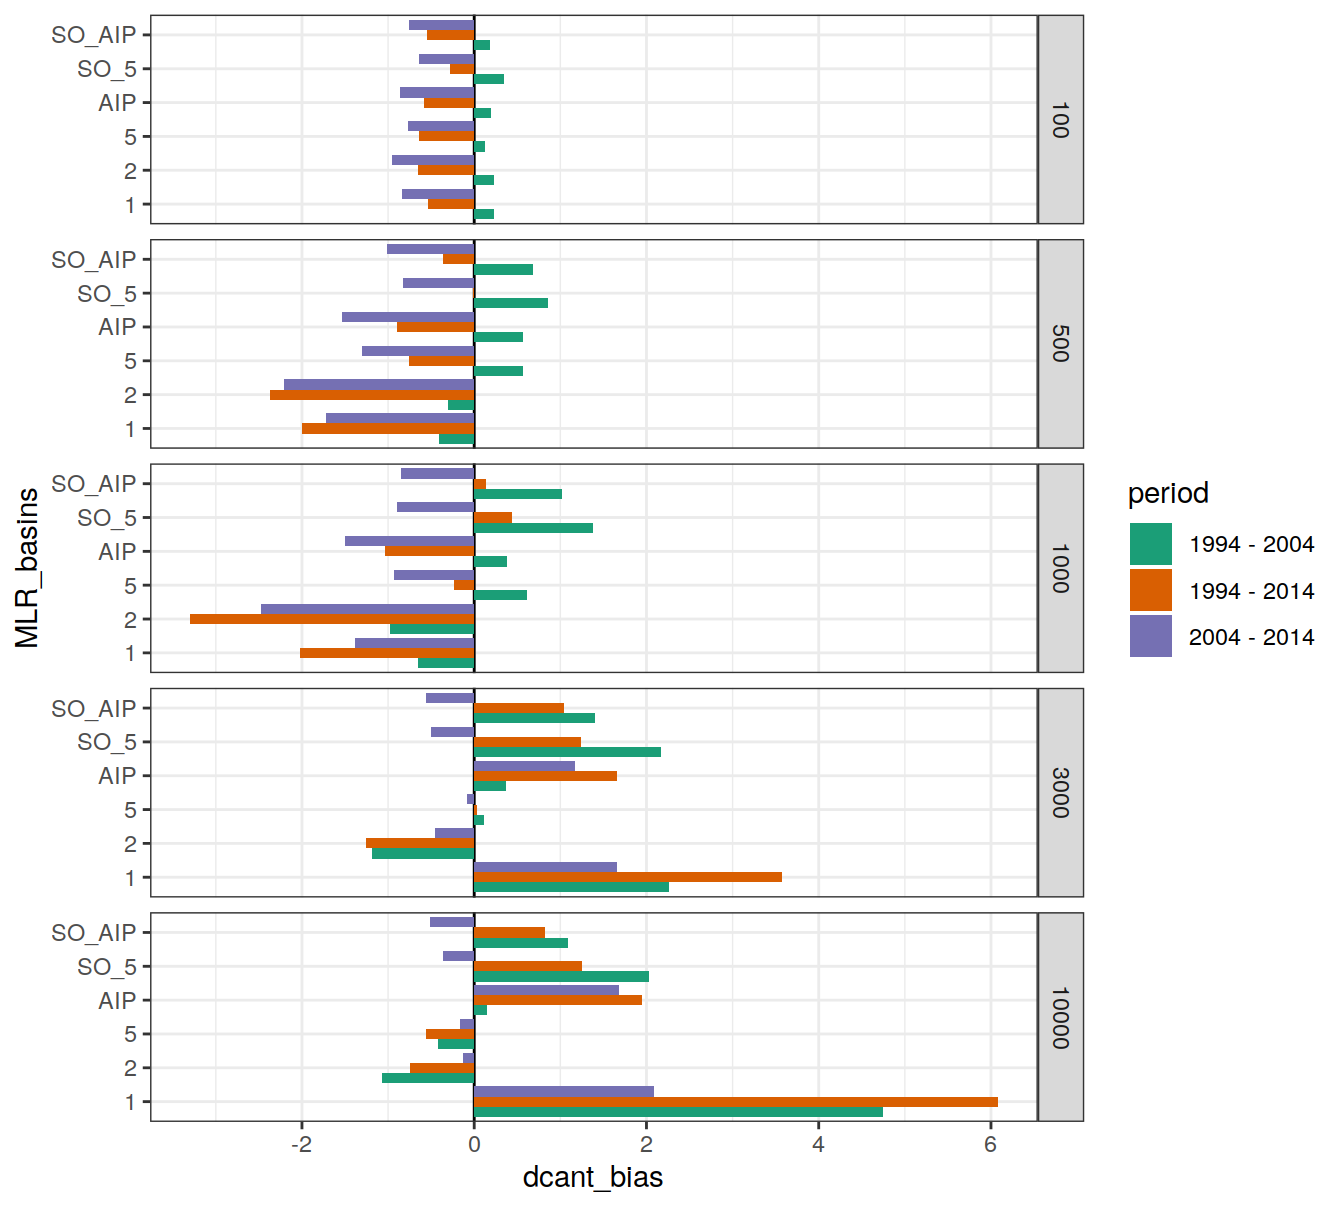 SO_AIP
SO_5
AIP
5
2
1
100
SO_AIP
SO_5
AIP
5
2
1
500
SO_AIP
SO_5
AIP
5
2
1
1000
SO_AIP
SO_5
AIP
5
2
1
3000
SO_AIP
SO_5
AIP
5
2
1
10000
-2 0 2 4 6
dcant_bias
MLR_basins
period
1994 - 2004
1994 - 2014
2004 - 2014